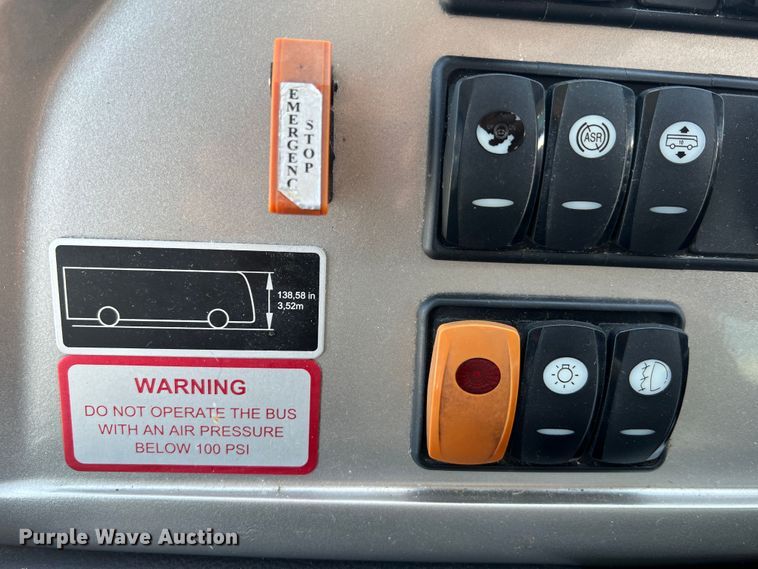 EMERGENC
STOP
ASR
10
138,58 in
3,52m
WARNING
DO NOT OPERATE THE BUS
WITH AN AIR PRESSURE
BELOW 100 PSI
Purple Wave Auction